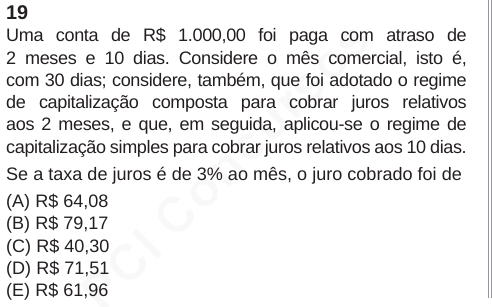 19
Uma conta de R$ 1.000,00 foi paga com atraso de
2 meses e 10 dias. Considere o mês comercial, isto é,
com 30 dias; considere, também, que foi adotado o regime
de capitalização composta para cobrar juros relativos
aos 2 meses, e que, em seguida, aplicou-se o regime de
capitalização simples para cobrar juros relativos aos 10 dias.
Se a taxa de juros é de 3% ao mês, o juro cobrado foi de
(A) R$ 64,08
(B) R$ 79,17
(C) R$ 40,30
(D) R$ 71,51
(E) R$ 61,96